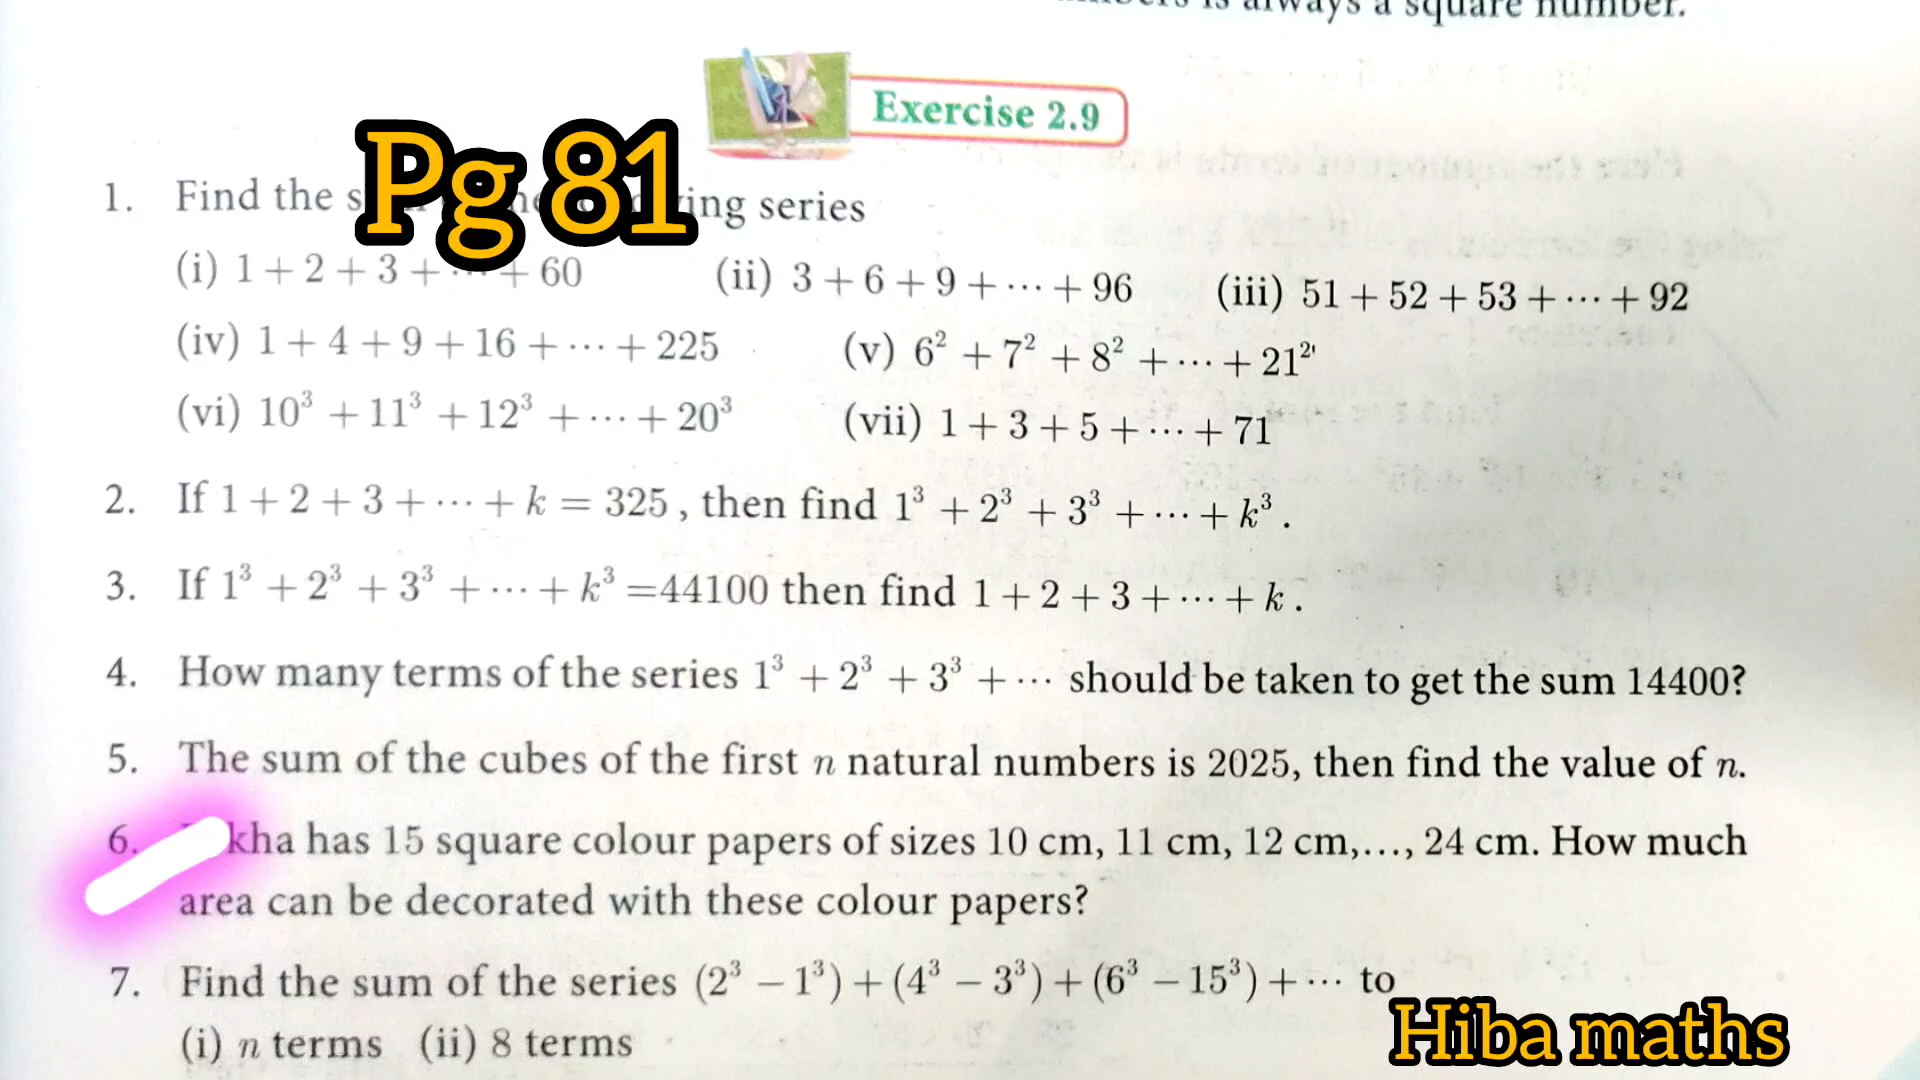 is always a square number.
Exercise 2.9
Pg 81
1. Find the ing series
(i) 1 + 2 + 3 + ⋯ + 60 (ii) 3 + 6 + 9 + ⋯ + 96 (iii) 51 + 52 + 53 + ⋯ + 92
(iv) 1 + 4 + 9 + 16 + ⋯ + 225 (v) 6² + 7² + 8² + ⋯ + 21²
(vi) 10³ + 11³ + 12³ + ⋯ + 20³ (vii) 1 + 3 + 5 + ⋯ + 71
2. If 1 + 2 + 3 + ⋯ + k = 325 , then find 1³ + 2³ + 3³ + ⋯ + k³ .
3. If 1³ + 2³ + 3³ + ⋯ + k³ =44100 then find 1 + 2 + 3 + ⋯ + k .
4. How many terms of the series 1³ + 2³ + 3³ + ⋯ should be taken to get the sum 14400?
5. The sum of the cubes of the first n natural numbers is 2025, then find the value of n.
6. kha has 15 square colour papers of sizes 10 cm, 11 cm, 12 cm,…, 24 cm. How much
area can be decorated with these colour papers?
7. Find the sum of the series (2³ − 1³) + (4³ − 3³) + (6³ − 15³) + ⋯ to
(i) n terms (ii) 8 terms
Hiba maths